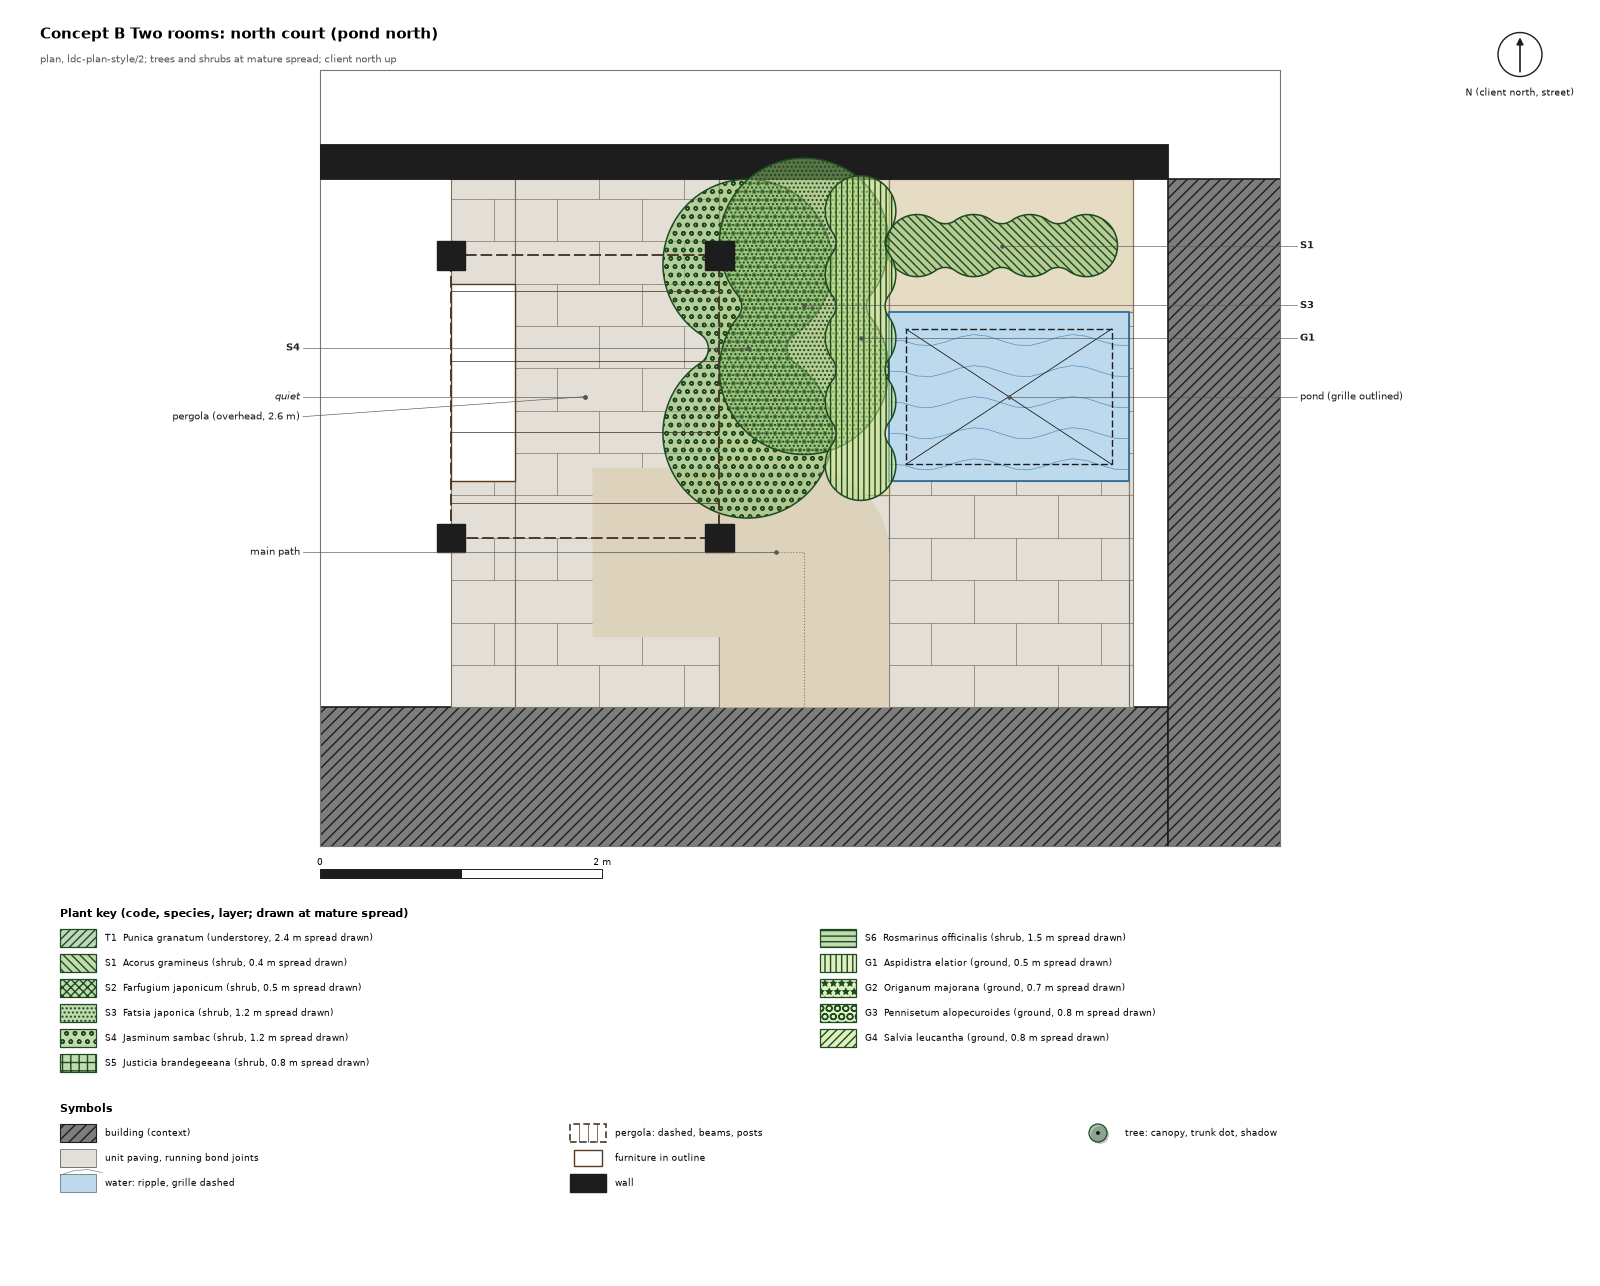 Concept B Two rooms: north court (pond north)
plan, ldc-plan-style/2; trees and shrubs at mature spread; client north up
N (client north, street)
S1
S3
G1
S4
quiet
pond (grille outlined)
pergola (overhead, 2.6 m)
main path
0
2 m
Plant key (code, species, layer; drawn at mature spread)
T1 Punica granatum (understorey, 2.4 m spread drawn)
S1 Acorus gramineus (shrub, 0.4 m spread drawn)
S2 Farfugium japonicum (shrub, 0.5 m spread drawn)
S3 Fatsia japonica (shrub, 1.2 m spread drawn)
S4 Jasminum sambac (shrub, 1.2 m spread drawn)
S5 Justicia brandegeeana (shrub, 0.8 m spread drawn)
S6 Rosmarinus officinalis (shrub, 1.5 m spread drawn)
G1 Aspidistra elatior (ground, 0.5 m spread drawn)
G2 Origanum majorana (ground, 0.7 m spread drawn)
G3 Pennisetum alopecuroides (ground, 0.8 m spread drawn)
G4 Salvia leucantha (ground, 0.8 m spread drawn)
Symbols
building (context)
unit paving, running bond joints
water: ripple, grille dashed
pergola: dashed, beams, posts
furniture in outline
wall
tree: canopy, trunk dot, shadow